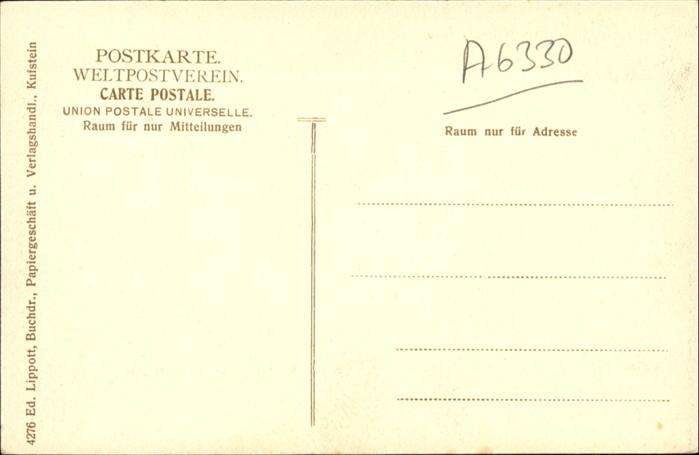 POSTKARTE.
WELTPOSTVEREIN.
CARTE POSTALE.
UNION POSTALE UNIVERSELLE.
Raum für nur Mitteilungen
A6330
Raum nur für Adresse
4276 Ed. Lippott, Buchdr., Papiergeschäft u. Verlagshandl., Kufstein